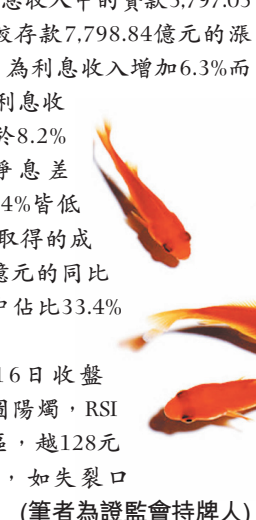 息收入中的貸款5,797.05
較存款7,798.84億元的漲
為利息收入增加6.3%而
利息收
於8.2%
淨息差
4%皆低
取得的成
億元的同比
中佔比33.4%
16日收盤
圖陽燭，RSI
區，越128元
，如失裂口
(筆者為證監會持牌人)